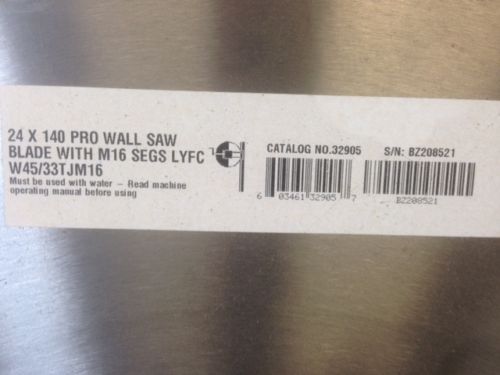 24 X 140 PRO WALL SAW
BLADE WITH M16 SEGS LYFC
W45/33TJM16
Must be used with water – Read machine
operating manual before using
CATALOG NO.32905 S/N: BZ208521
6 03461 32905 7
BZ208521